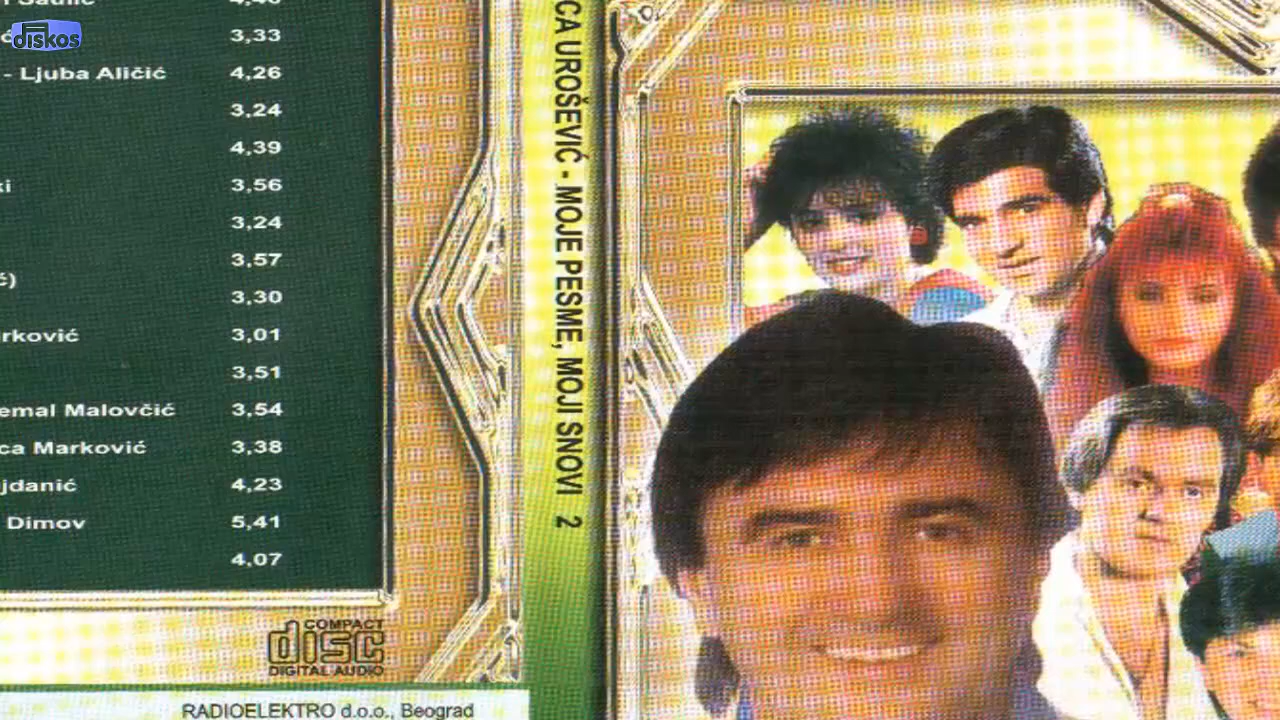 diskos
4,26
3,33
- Ljuba Aličić 4,26
3,24
4,39
ki 3,56
3,24
3,57
ć)
3,30
rković 3,01
3,51
emal Malovčić 3,54
ca Marković 3,38
jdanić 4,23
Dimov 5,41
4,07
COMPACT
disc
DIGITAL AUDIO
RADIOELEKTRO d.o.o., Beograd
CA UROŠEVIĆ - MOJE PESME, MOJI SNOVI 2